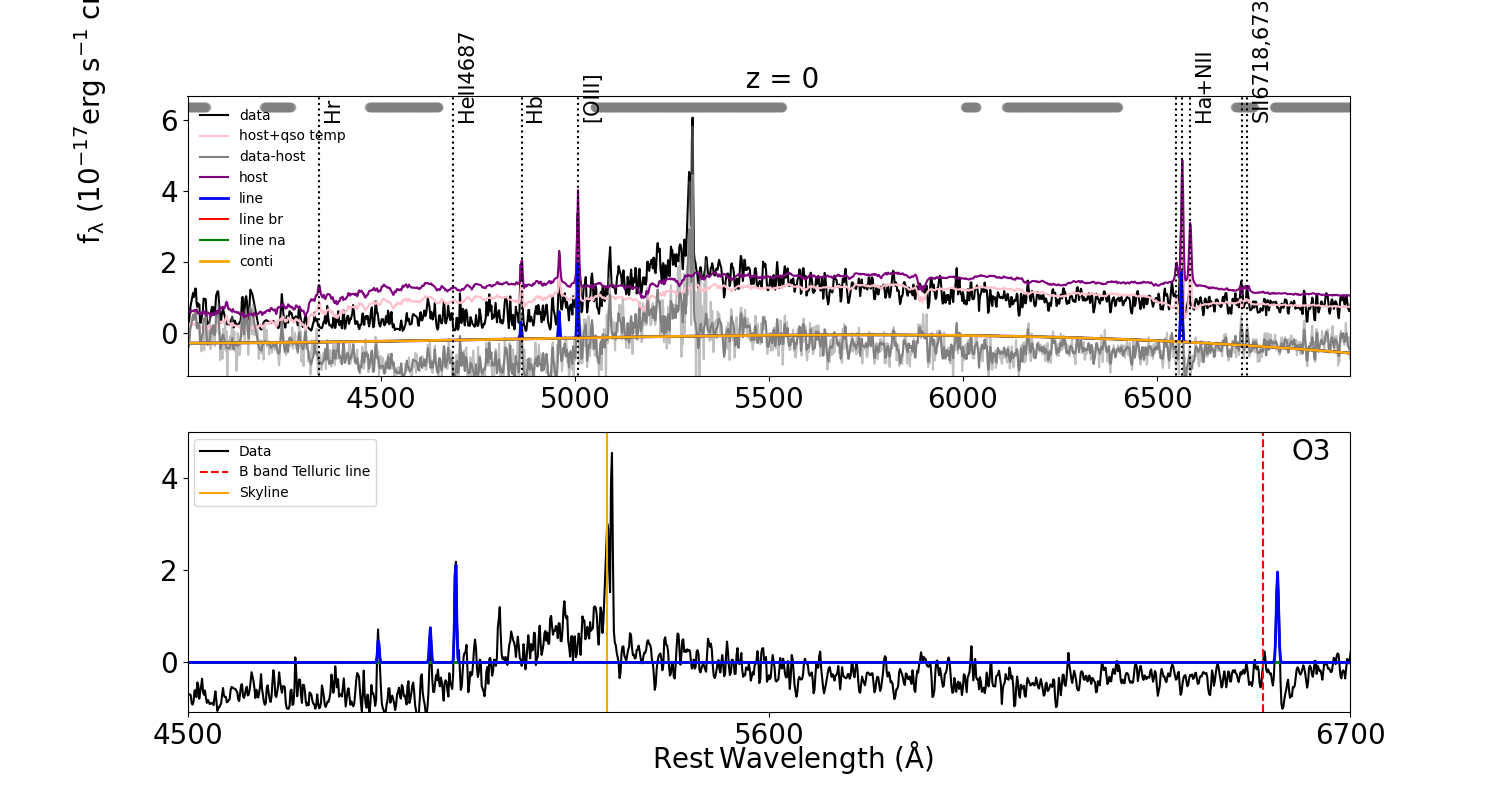 z = 0
f_λ (10^−17 erg s^−1 c
Hr
HeII4687
Hb
[OIII]
Ha+NII
SII6718,673
data
host+qso temp
data-host
host
line
line br
line na
conti
6
4
2
0
4500
5000
5500
6000
6500
O3
Data
B band Telluric line
Skyline
4
2
0
4500
5600
6700
Rest Wavelength (Å)